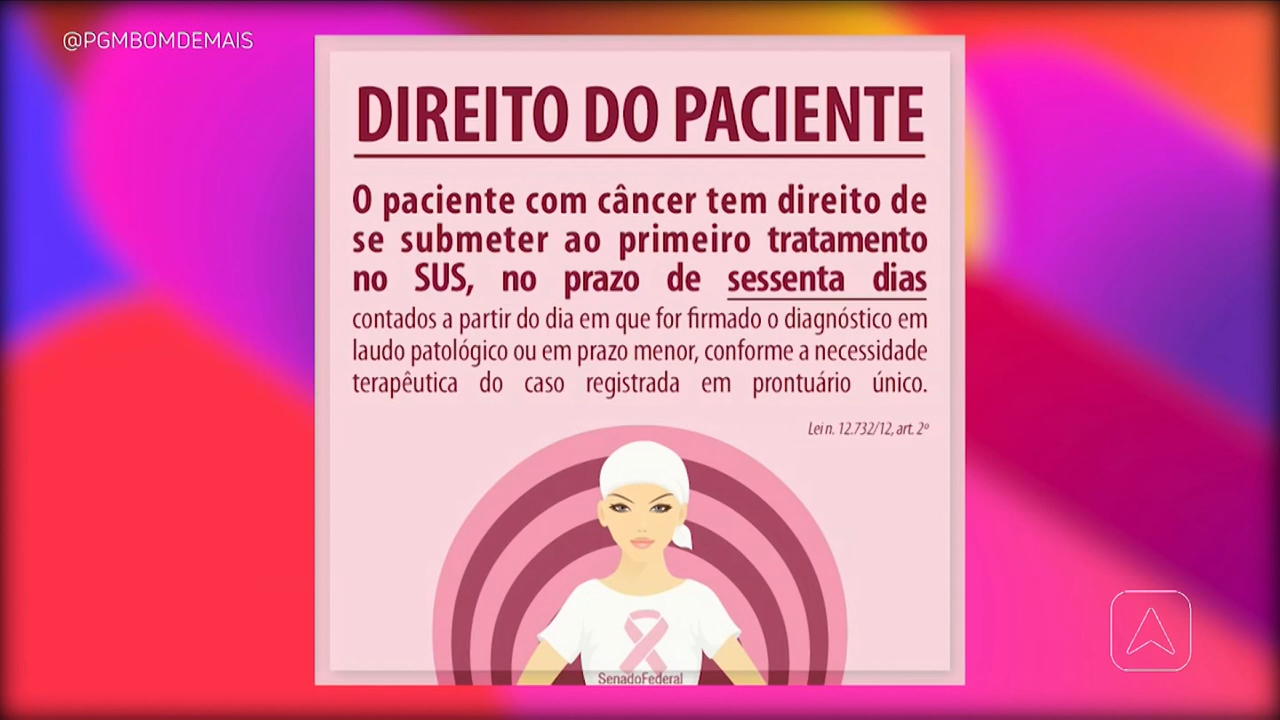 @PGMBOMDEMAIS
DIREITO DO PACIENTE
O paciente com câncer tem direito de
se submeter ao primeiro tratamento
no SUS, no prazo de sessenta dias
contados a partir do dia em que for firmado o diagnóstico em
laudo patológico ou em prazo menor, conforme a necessidade
terapêutica do caso registrada em prontuário único.
Lei n. 12.732/12, art. 2º
SenadoFederal